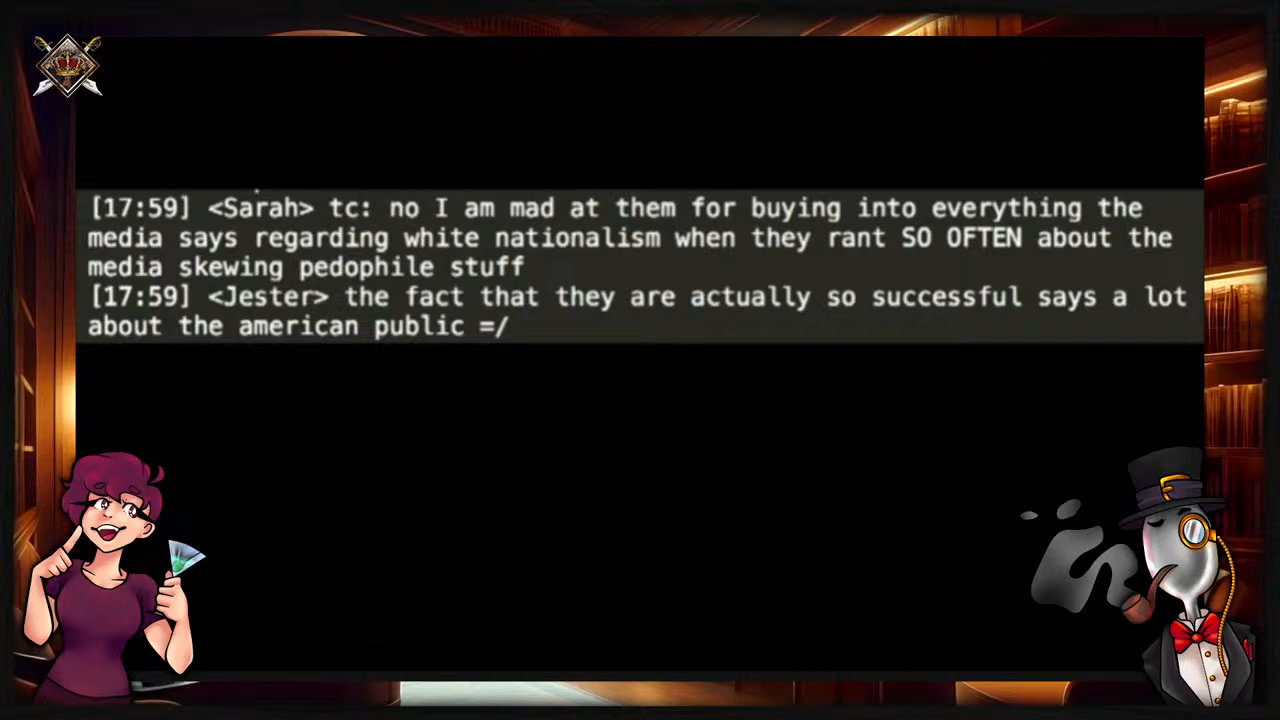 [17:59] <Sarah> tc: no I am mad at them for buying into everything the
media says regarding white nationalism when they rant SO OFTEN about the
media skewing pedophile stuff
[17:59] <Jester> the fact that they are actually so successful says a lot
about the american public =/